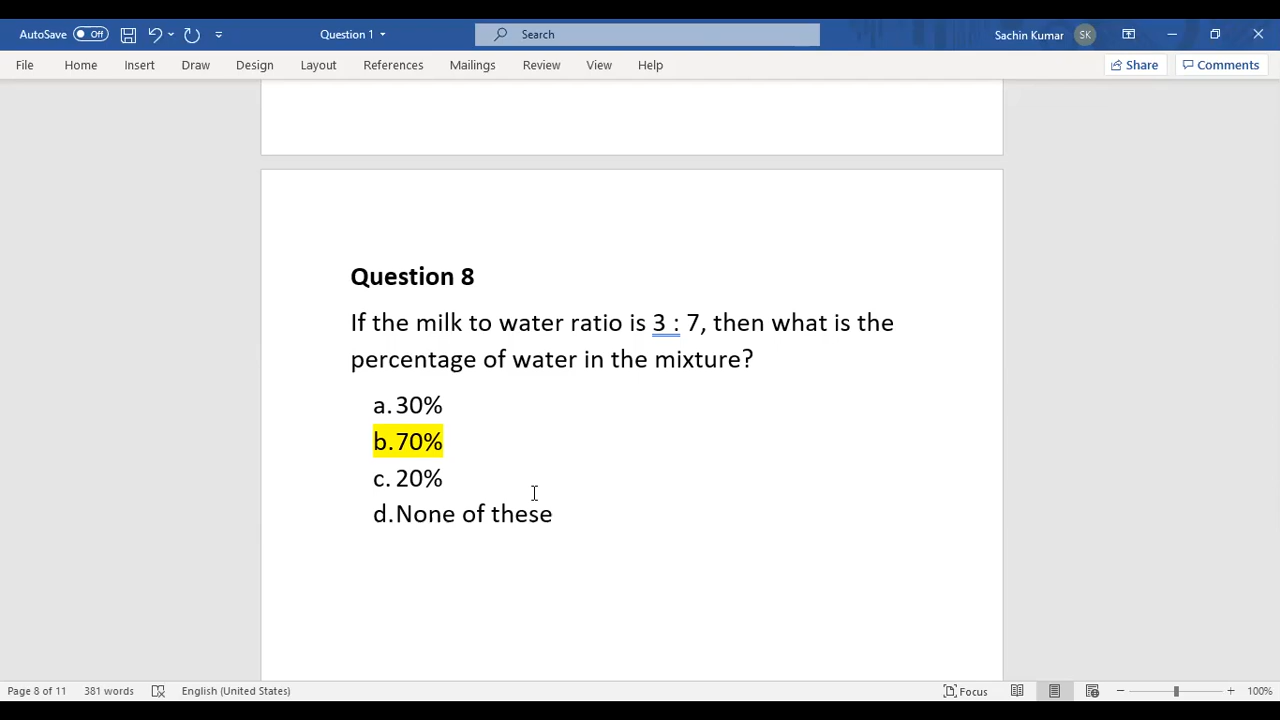 AutoSave Off Question 1 Search Sachin Kumar SK
File Home Insert Draw Design Layout References Mailings Review View Help Share Comments
Question 8
If the milk to water ratio is 3 : 7, then what is the
percentage of water in the mixture?
a. 30%
b. 70%
c. 20%
d. None of these
Page 8 of 11 381 words English (United States) Focus 100%